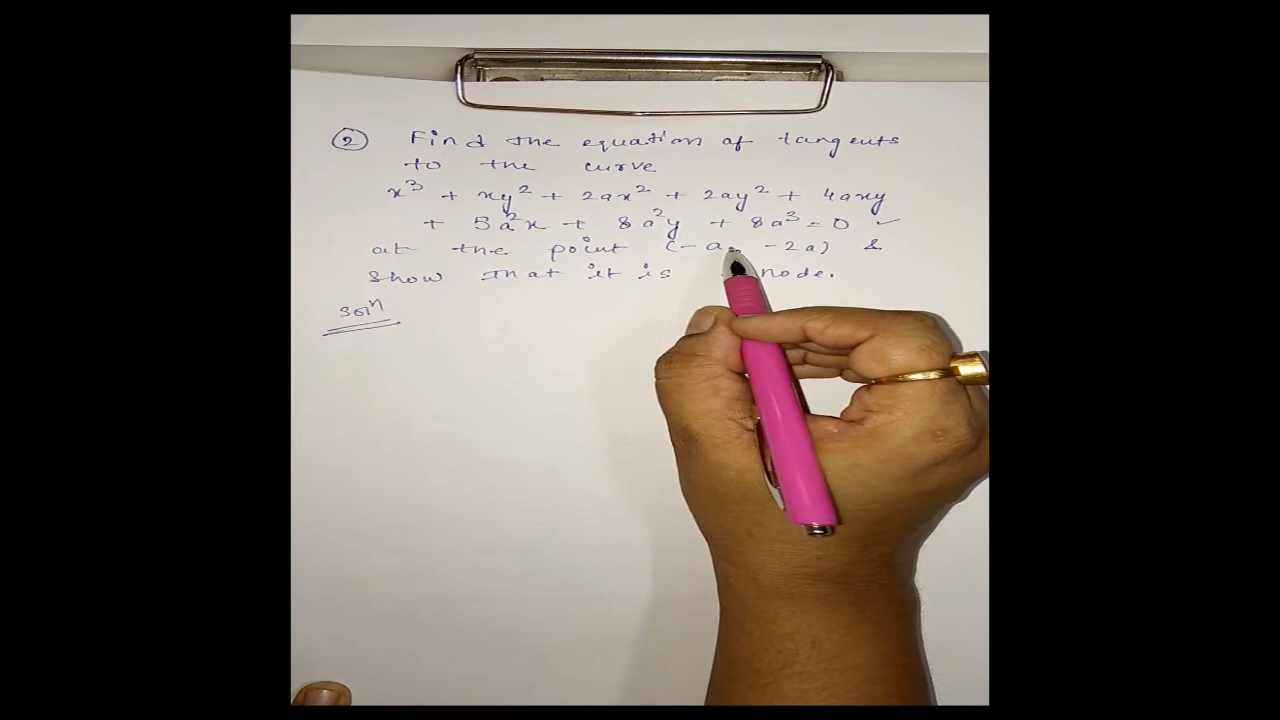 ② Find the equation of tangents
to the curve
x³ + xy² + 2ax² + 2ay² + 4axy
+ 5a²x + 8a²y + 8a³ = 0 ✓
at the point (-a, -2a) &
show that it is node.
Solⁿ